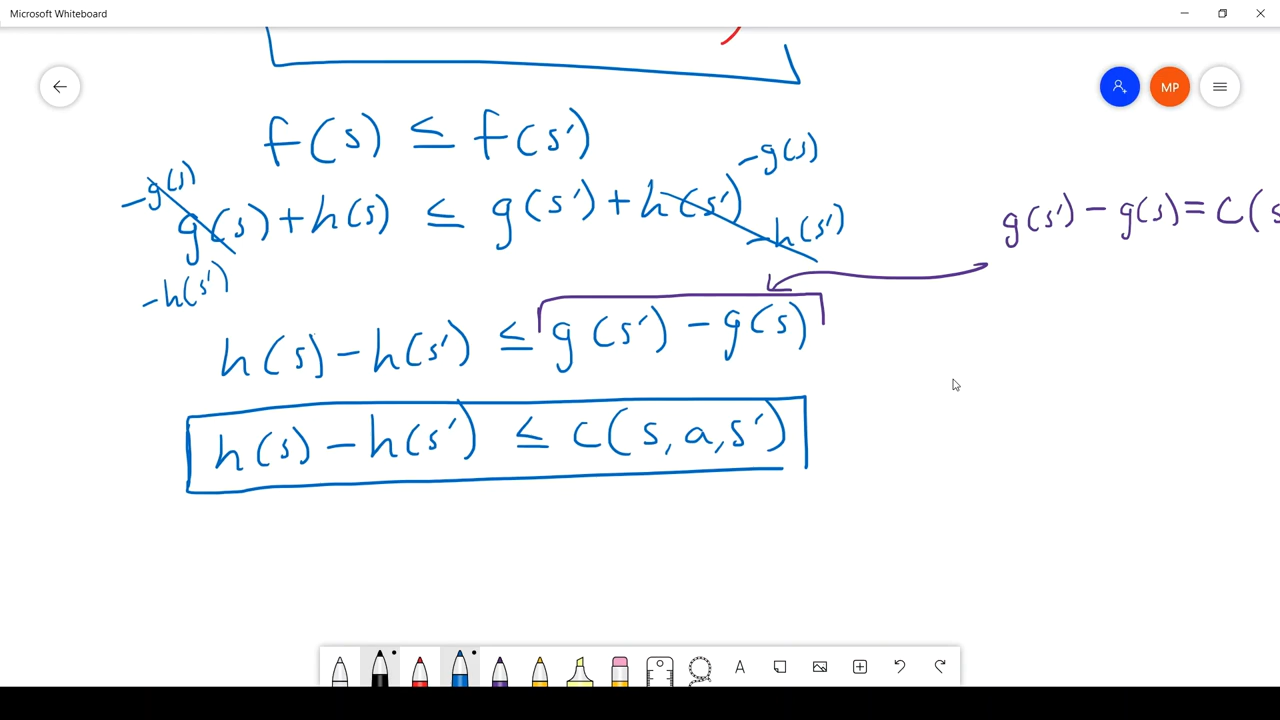 Microsoft Whiteboard
MP
f(s) ≤ f(s')
-g(s) -g(s)
g(s)+h(s) ≤ g(s')+h(s')
-h(s') -h(s')
g(s')-g(s)=C(s
h(s)-h(s') ≤ g(s')-g(s)
h(s)-h(s') ≤ C(s,a,s')
A